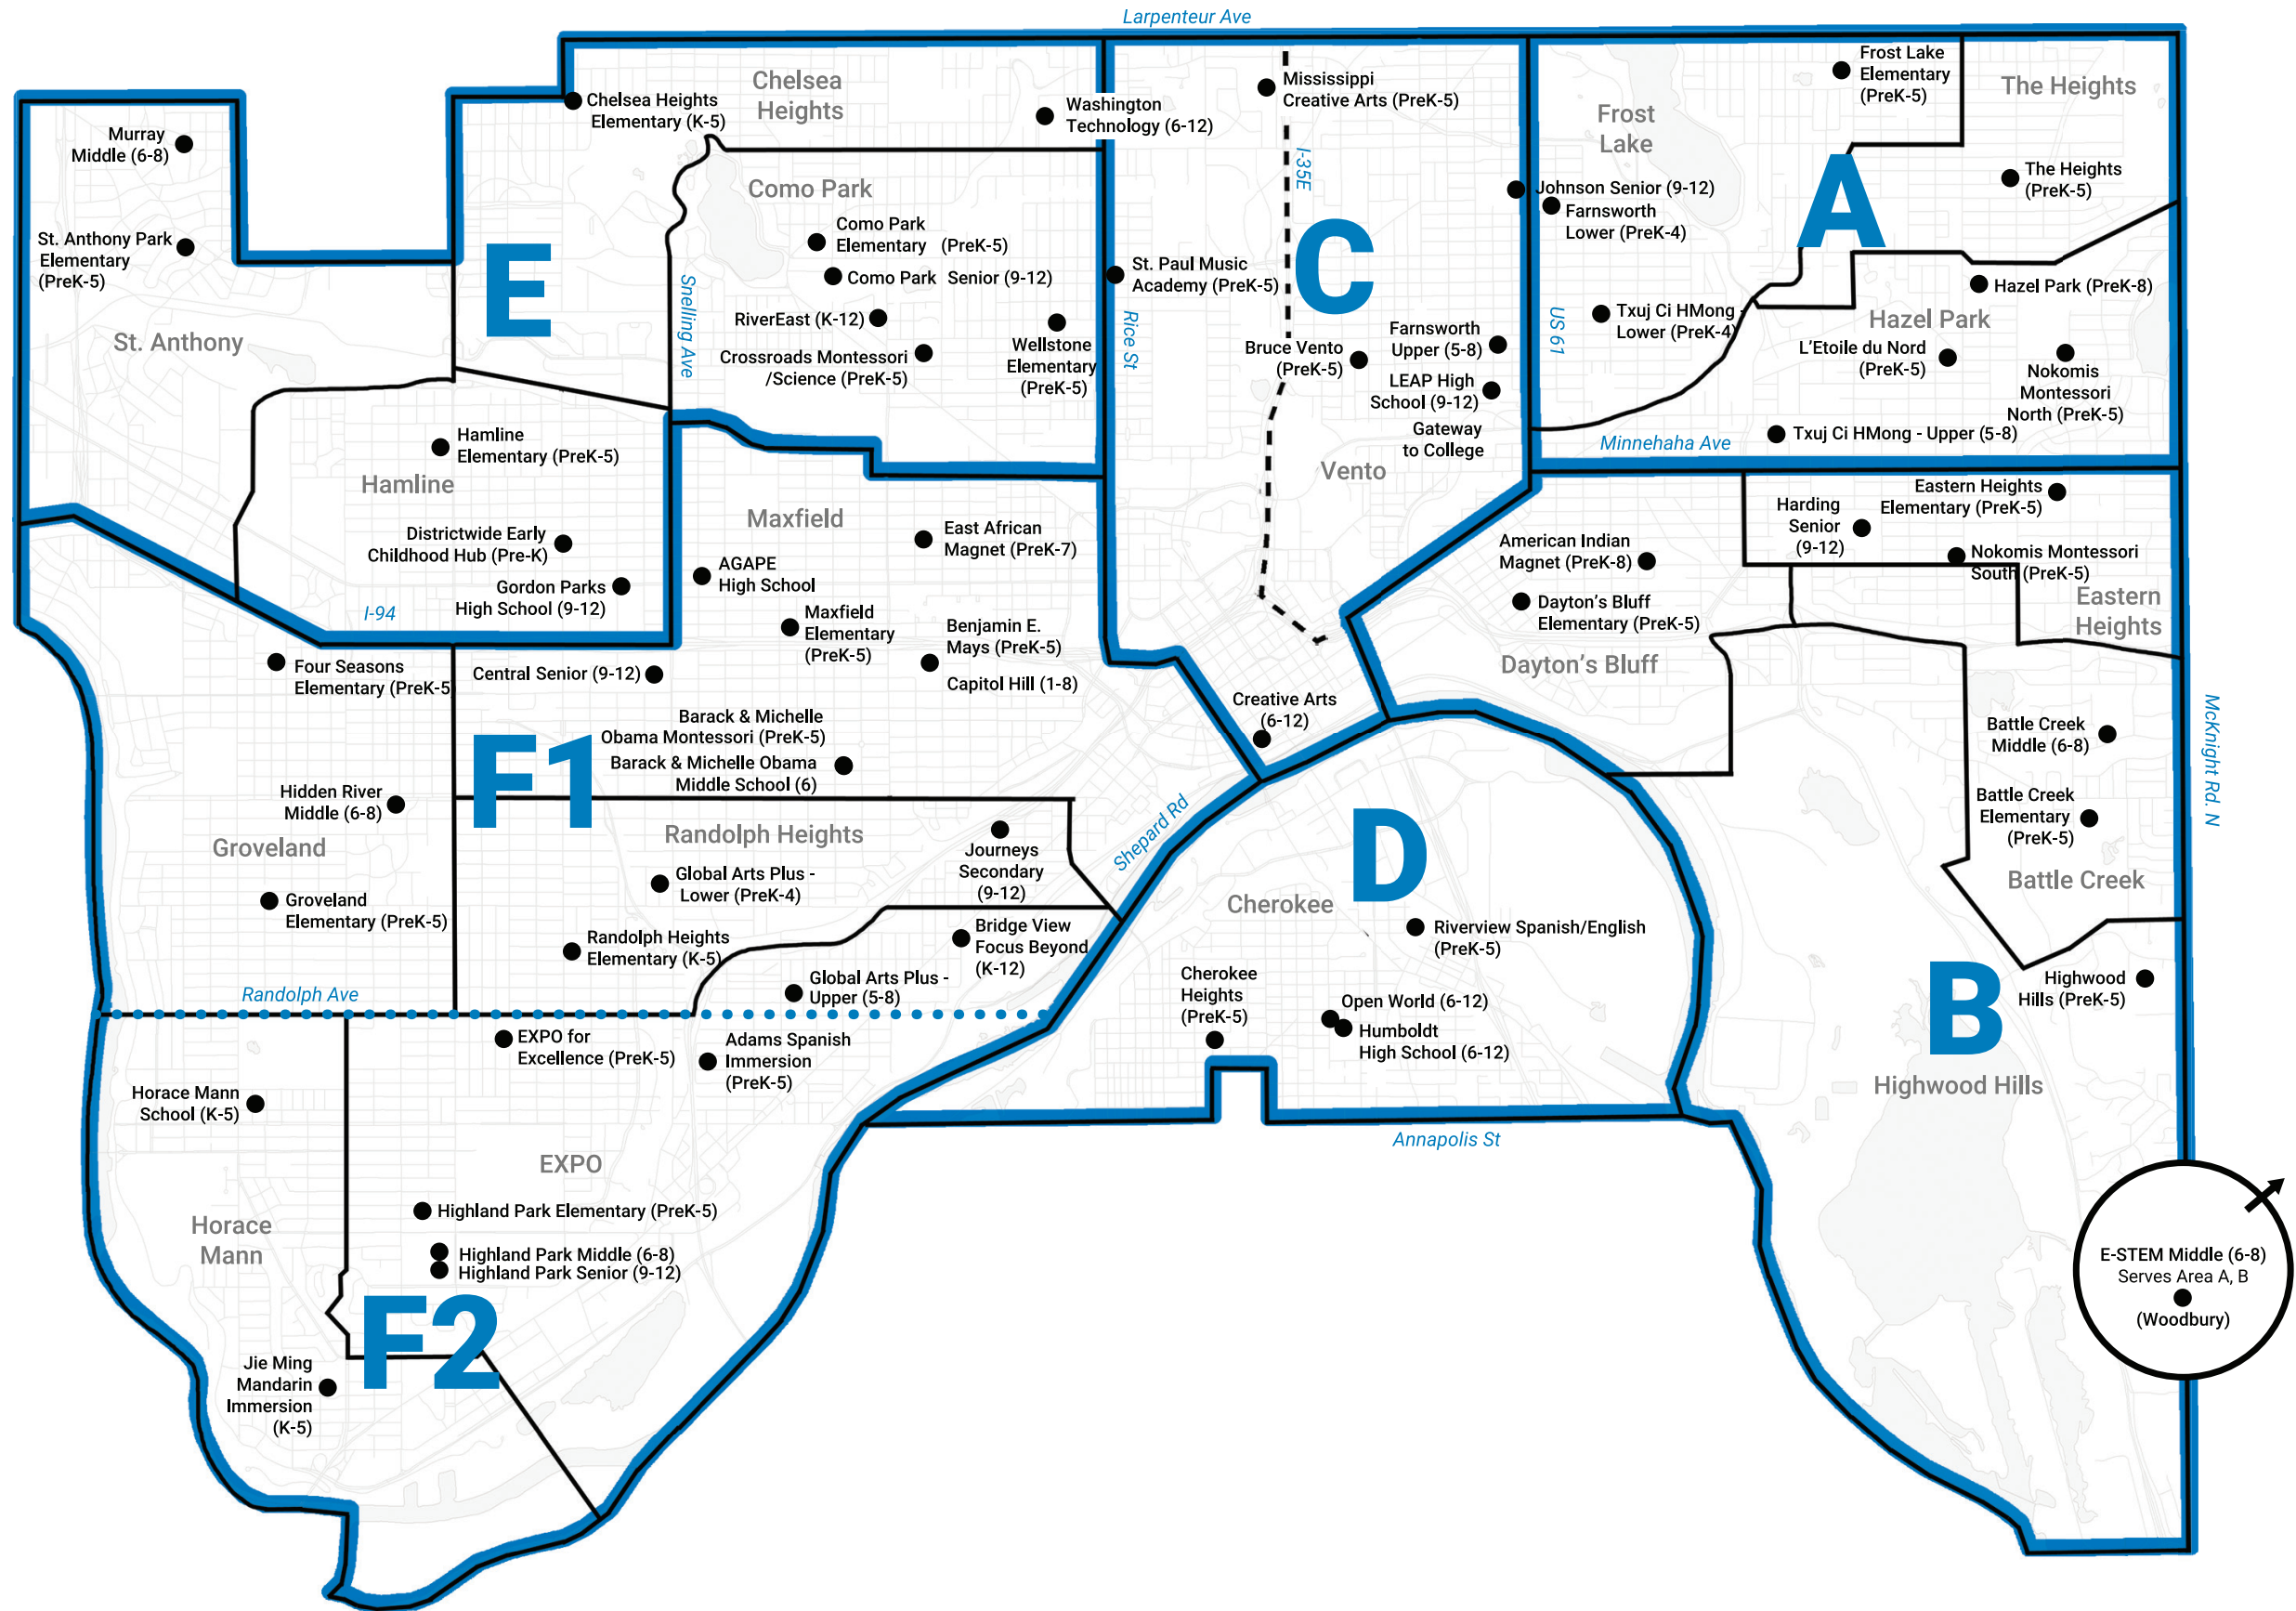 Larpenteur Ave
Chelsea
Heights
Chelsea Heights
Elementary (K-5)
Washington
Technology (6-12)
Mississippi
Creative Arts (PreK-5)
Frost Lake
Elementary
(PreK-5)
The Heights
Frost
Lake
Murray
Middle (6-8)
I-35E
The Heights
(PreK-5)
A
Como Park
Johnson Senior (9-12)
Farnsworth
Lower (PreK-4)
St. Anthony Park
Elementary
(PreK-5)
E
Como Park
Elementary (PreK-5)
Como Park Senior (9-12)
St. Paul Music
Academy (PreK-5)
C
Hazel Park (PreK-8)
Snelling Ave
RiverEast (K-12)
Crossroads Montessori
/Science (PreK-5)
Wellstone
Elementary
(PreK-5)
Rice St
Bruce Vento
(PreK-5)
Farnsworth
Upper (5-8)
LEAP High
School (9-12)
Gateway
to College
US 61
Txuj Ci HMong -
Lower (PreK-4)
Hazel Park
L'Etoile du Nord
(PreK-5)
Nokomis
Montessori
North (PreK-5)
St. Anthony
Txuj Ci HMong - Upper (5-8)
Minnehaha Ave
Vento
Hamline
Elementary (PreK-5)
Hamline
Districtwide Early
Childhood Hub (Pre-K)
Gordon Parks
High School (9-12)
I-94
Maxfield
East African
Magnet (PreK-7)
AGAPE
High School
Maxfield
Elementary
(PreK-5)
Benjamin E.
Mays (PreK-5)
Capitol Hill (1-8)
American Indian
Magnet (PreK-8)
Dayton's Bluff
Elementary (PreK-5)
Dayton's Bluff
Harding
Senior
(9-12)
Eastern Heights
Elementary (PreK-5)
Nokomis Montessori
South (PreK-5)
Eastern
Heights
Four Seasons
Elementary (PreK-5
Central Senior (9-12)
Creative Arts
(6-12)
Barack & Michelle
Obama Montessori (PreK-5)
Barack & Michelle Obama
Middle School (6)
F1
McKnight Rd. N
Battle Creek
Middle (6-8)
Battle Creek
Elementary
(PreK-5)
Battle Creek
Hidden River
Middle (6-8)
Groveland
Groveland
Elementary (PreK-5)
Randolph Heights
Global Arts Plus -
Lower (PreK-4)
Journeys
Secondary
(9-12)
Shepard Rd
D
Cherokee
Riverview Spanish/English
(PreK-5)
Randolph Heights
Elementary (K-5)
Bridge View
Focus Beyond
(K-12)
Global Arts Plus -
Upper (5-8)
Randolph Ave
Cherokee
Heights
(PreK-5)
Open World (6-12)
Humboldt
High School (6-12)
Highwood
Hills (PreK-5)
B
Highwood Hills
EXPO for
Excellence (PreK-5)
Adams Spanish
Immersion
(PreK-5)
Horace Mann
School (K-5)
Annapolis St
EXPO
Highland Park Elementary (PreK-5)
Horace
Mann
Highland Park Middle (6-8)
Highland Park Senior (9-12)
F2
Jie Ming
Mandarin
Immersion
(K-5)
E-STEM Middle (6-8)
Serves Area A, B
(Woodbury)